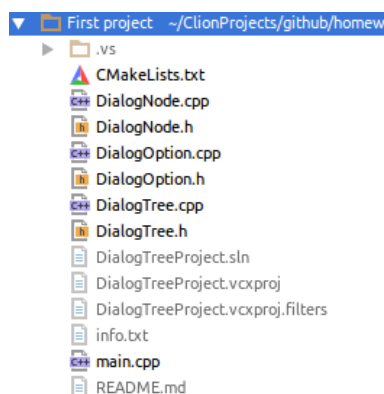 First project ~/ClionProjects/github/homew
.vs
CMakeLists.txt
DialogNode.cpp
DialogNode.h
DialogOption.cpp
DialogOption.h
DialogTree.cpp
DialogTree.h
DialogTreeProject.sln
DialogTreeProject.vcxproj
DialogTreeProject.vcxproj.filters
info.txt
main.cpp
README.md